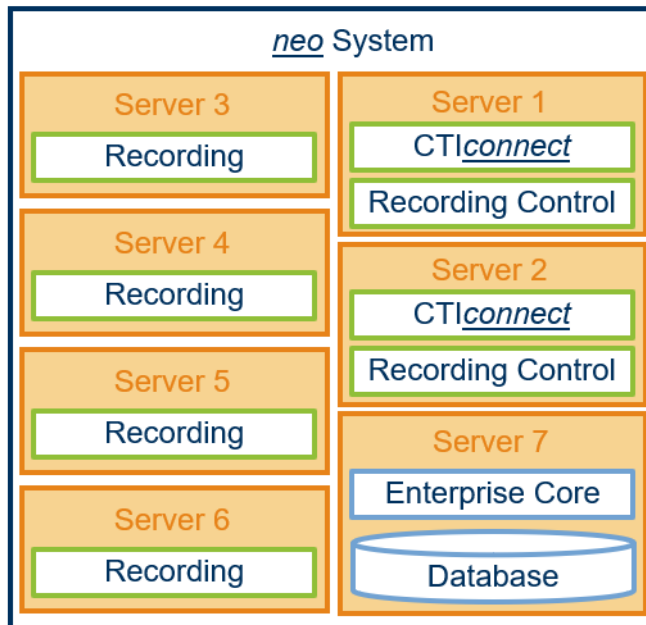 neo System
Server 3
Recording
Server 4
Recording
Server 5
Recording
Server 6
Recording
Server 1
CTIconnect
Recording Control
Server 2
CTIconnect
Recording Control
Server 7
Enterprise Core
Database